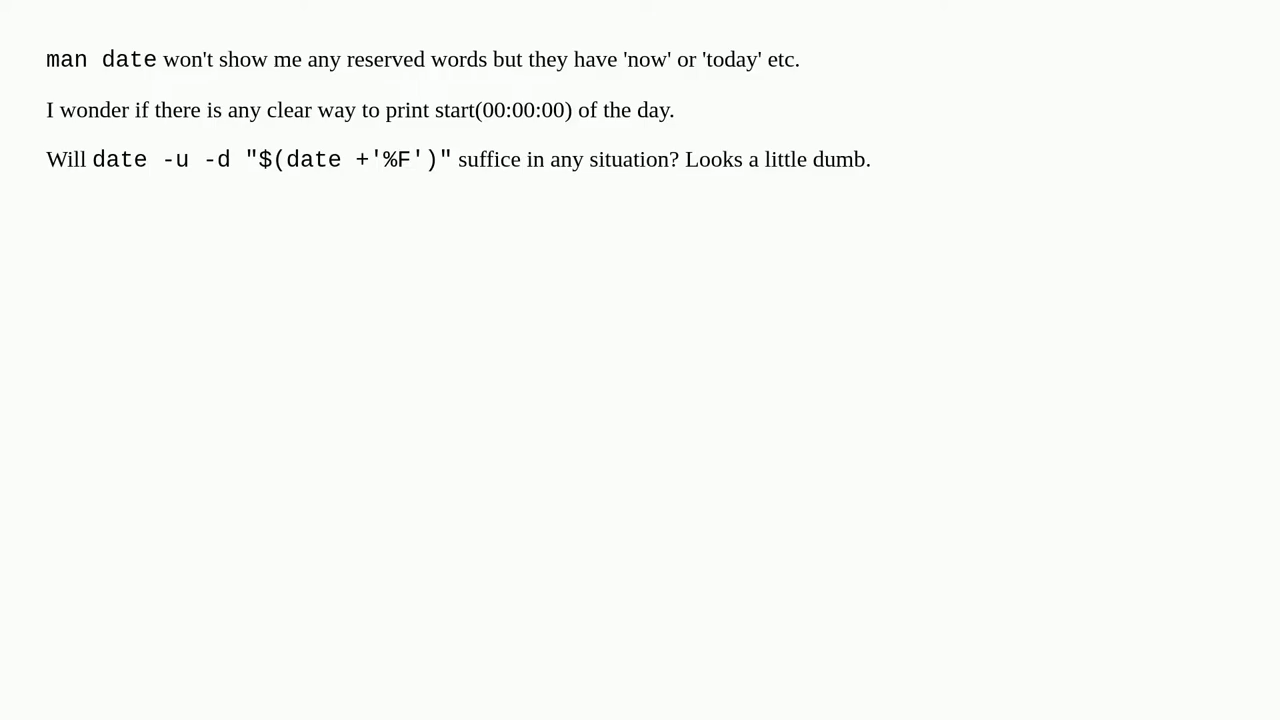 man date won't show me any reserved words but they have 'now' or 'today' etc.
I wonder if there is any clear way to print start(00:00:00) of the day.
Will date -u -d "$(date +'%F')" suffice in any situation? Looks a little dumb.